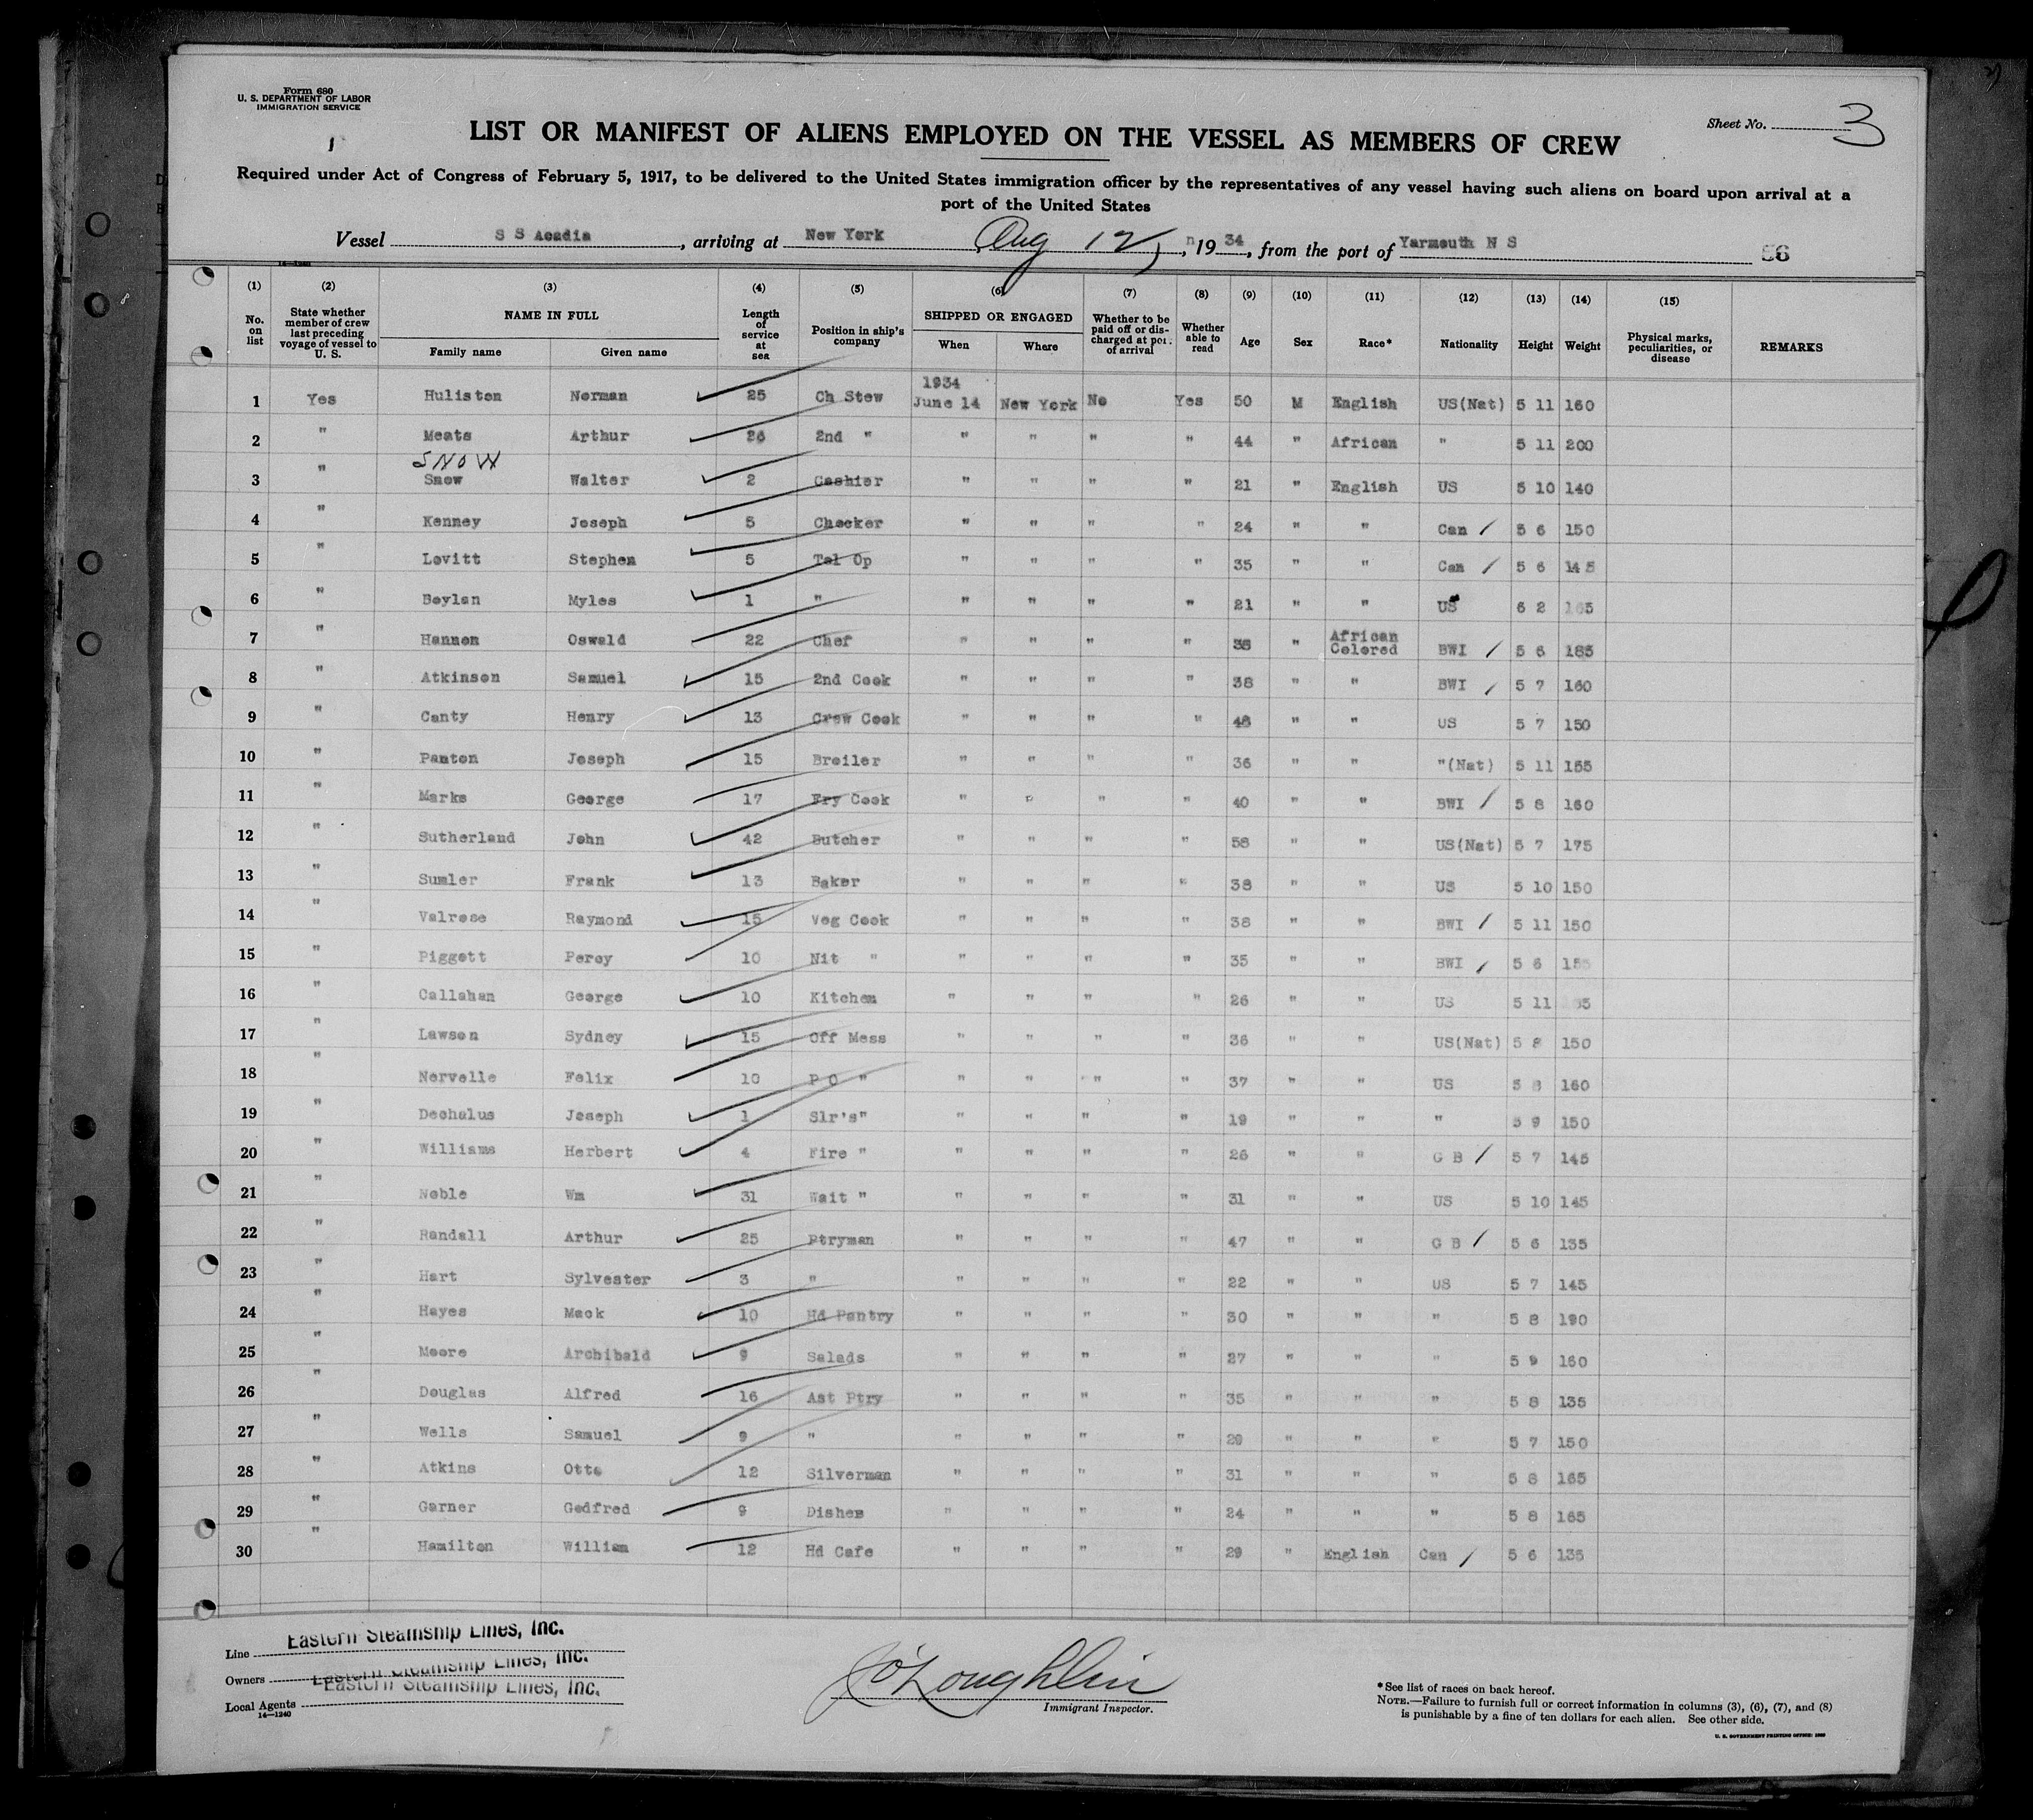 Form 680
U. S. DEPARTMENT OF LABOR
IMMIGRATION SERVICE
Sheet No. 3
LIST OR MANIFEST OF ALIENS EMPLOYED ON THE VESSEL AS MEMBERS OF CREW
Required under Act of Congress of February 5, 1917, to be delivered to the United States immigration officer by the representatives of any vessel having such aliens on board upon arrival at a
port of the United States
Vessel S S Acadia, arriving at New York Aug 12, 1934, from the port of Yarmouth N S
14-1240
(1) (2) (3) (4) (5) (6) (7) (8) (9) (10) (11) (12) (13) (14) (15)
No. on list State whether member of crew last preceding voyage of vessel to U. S. NAME IN FULL Family name Given name Length of service at sea Position in ship's company SHIPPED OR ENGAGED When Where Whether to be paid off or discharged at port of arrival Whether able to read Age Sex Race* Nationality Height Weight Physical marks, peculiarities, or disease REMARKS
1934
1 Yes Huliston Norman 25 Ch Stew June 14 New York No Yes 50 M English US(Nat) 5 11 160
2 " Meats Arthur 26 2nd " " " " " 44 " African " 5 11 200
SNOW
3 " Snow Walter 2 Cashier " " " " 21 " English US 5 10 140
4 " Kenney Joseph 5 Checker " " " " 24 " " Can / 5 6 150
5 " Lovitt Stephen 5 Tel Op " " " " 35 " " Can / 5 6 145
6 " Boylan Myles 1 " " " " " 21 " " US 6 2 165
7 " Hannon Oswald 22 Chef " " " " 38 " African Colored BWI / 5 6 185
8 " Atkinson Samuel 15 2nd Cook " " " " 38 " " BWI / 5 7 160
9 " Canty Henry 13 Crew Cook " " " " 48 " " US 5 7 150
10 " Panton Joseph 15 Broiler " " " " 36 " " "(Nat) 5 11 155
11 " Marks George 17 Fry Cook " " " " 40 " " BWI / 5 8 160
12 " Sutherland John 42 Butcher " " " " 58 " " US(Nat) 5 7 175
13 " Sumler Frank 13 Baker " " " " 38 " " US 5 10 150
14 " Valrose Raymond 15 Veg Cook " " " " 38 " " BWI / 5 11 150
15 " Piggott Percy 10 Nit " " " " " 35 " " BWI / 5 6
16 " Callahan George 10 Kitchen " " " " 26 " " US 5 11
17 " Lawson Sydney 15 Off Mess " " " " 36 " " US(Nat) 5 8 150
18 " Norvelle Felix 10 P O " " " " " 37 " " US 5 8 160
19 " Dechalus Joseph 1 Slr's" " " " " 19 " " " 5 9 150
20 " Williams Herbert 4 Fire " " " " " 26 " " G B / 5 7 145
21 " Noble Wm 31 Wait " " " " " 31 " " US 5 10 145
22 " Randall Arthur 25 Ptryman " " " " 47 " " G B / 5 6 135
23 " Hart Sylvester 3 " " " " " 22 " " US 5 7 145
24 " Hayes Mack 10 Hd Pantry " " " " 30 " " " 5 8 190
25 " Moore Archibald 9 Salads " " " " 27 " " " 5 9 160
26 " Douglas Alfred 16 Ast Ptry " " " " 35 " " " 5 8 135
27 " Wells Samuel 9 " " " " " 29 " " " 5 7 150
28 " Atkins Otto 12 Silverman " " " " 31 " " " 5 8 165
29 " Garner Godfred 9 Dishes " " " " 24 " " " 5 8 165
30 " Hamilton William 12 Hd Cafe " " " " 29 " English Can / 5 6 135
Line Eastern Steamship Lines, Inc.
Owners Eastern Steamship Lines, Inc.
Local Agents Eastern Steamship Lines, Inc.
14-1240
O'Loughlin
Immigrant Inspector.
*See list of races on back hereof.
NOTE.—Failure to furnish full or correct information in columns (3), (6), (7), and (8)
is punishable by a fine of ten dollars for each alien. See other side.